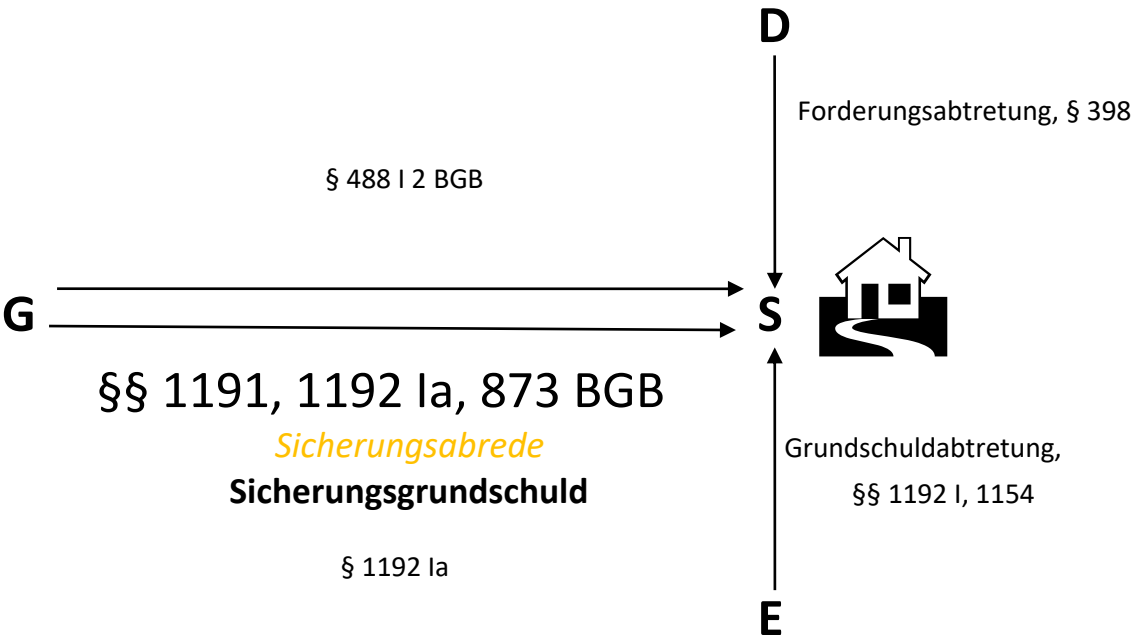 D
Forderungsabtretung, § 398
§ 488 I 2 BGB
G
S
§§ 1191, 1192 Ia, 873 BGB
Sicherungsabrede
Sicherungsgrundschuld
§ 1192 Ia
Grundschuldabtretung,
§§ 1192 I, 1154
E